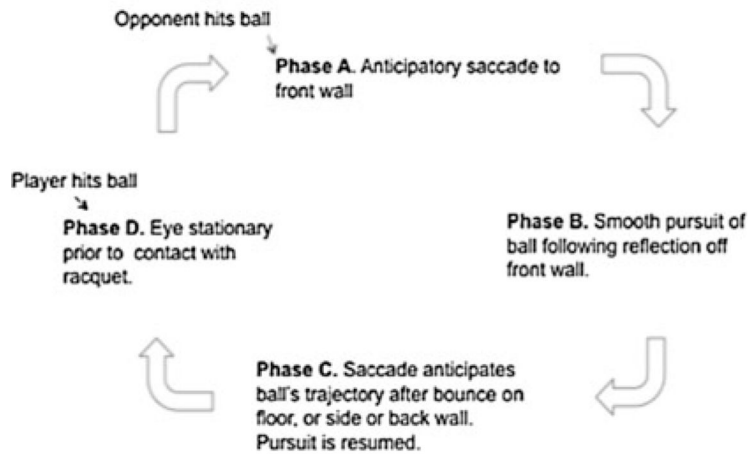 Opponent hits ball
Phase A. Anticipatory saccade to
front wall
Player hits ball
Phase D. Eye stationary
prior to contact with
racquet.
Phase B. Smooth pursuit of
ball following reflection off
front wall.
Phase C. Saccade anticipates
ball's trajectory after bounce on
floor, or side or back wall.
Pursuit is resumed.